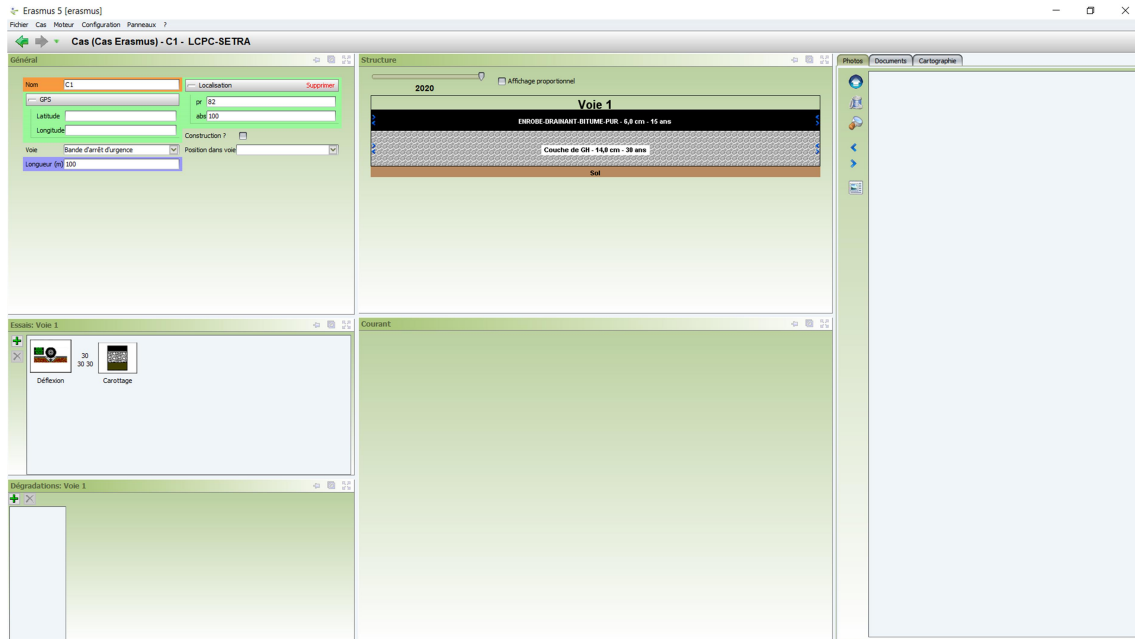 Erasmus 5 [erasmus]
Fichier Cas Moteur Configuration Panneaux ?
Cas (Cas Erasmus) - C1 - LCPC-SETRA
Général
Nom C1
GPS
Latitude
Longitude
Localisation Supprimer
pr 82
abs 100
Construction ?
Voie Bande d'arrêt d'urgence
Position dans voie
Longueur (m) 100
Structure
2020
Affichage proportionnel
Voie 1
ENROBE-DRAINANT-BITUME-PUR - 6,0 cm - 15 ans
Couche de GH - 14,0 cm - 30 ans
Sol
Photos Documents Cartographie
Essais: Voie 1
30
30 30
Déflexion Carottage
Courant
Dégradations: Voie 1